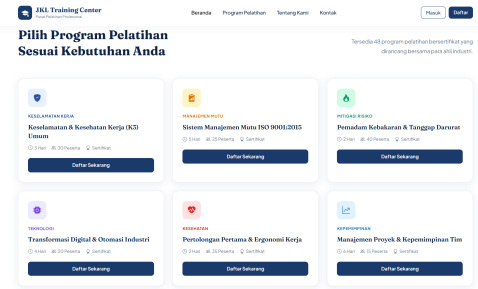 JKL Training Center
Pusat Pelatihan Profesional
Beranda
Program Pelatihan
Tentang Kami
Kontak
Masuk
Daftar
Pilih Program Pelatihan
Sesuai Kebutuhan Anda
Tersedia 48 program pelatihan bersertifikat yang
dirancang bersama para ahli industri.
KESELAMATAN KERJA
Keselamatan & Kesehatan Kerja (K3)
Umum
3 Hari 30 Peserta Sertifikat
Daftar Sekarang
MANAJEMEN MUTU
Sistem Manajemen Mutu ISO 9001:2015
5 Hari 25 Peserta Sertifikat
Daftar Sekarang
MITIGASI RISIKO
Pemadam Kebakaran & Tanggap Darurat
2 Hari 40 Peserta Sertifikat
Daftar Sekarang
TEKNOLOGI
Transformasi Digital & Otomasi Industri
4 Hari 20 Peserta Sertifikat
Daftar Sekarang
KESEHATAN
Pertolongan Pertama & Ergonomi Kerja
2 Hari 35 Peserta Sertifikat
Daftar Sekarang
KEPEMIMPINAN
Manajemen Proyek & Kepemimpinan Tim
4 Hari 15 Peserta Sertifikat
Daftar Sekarang